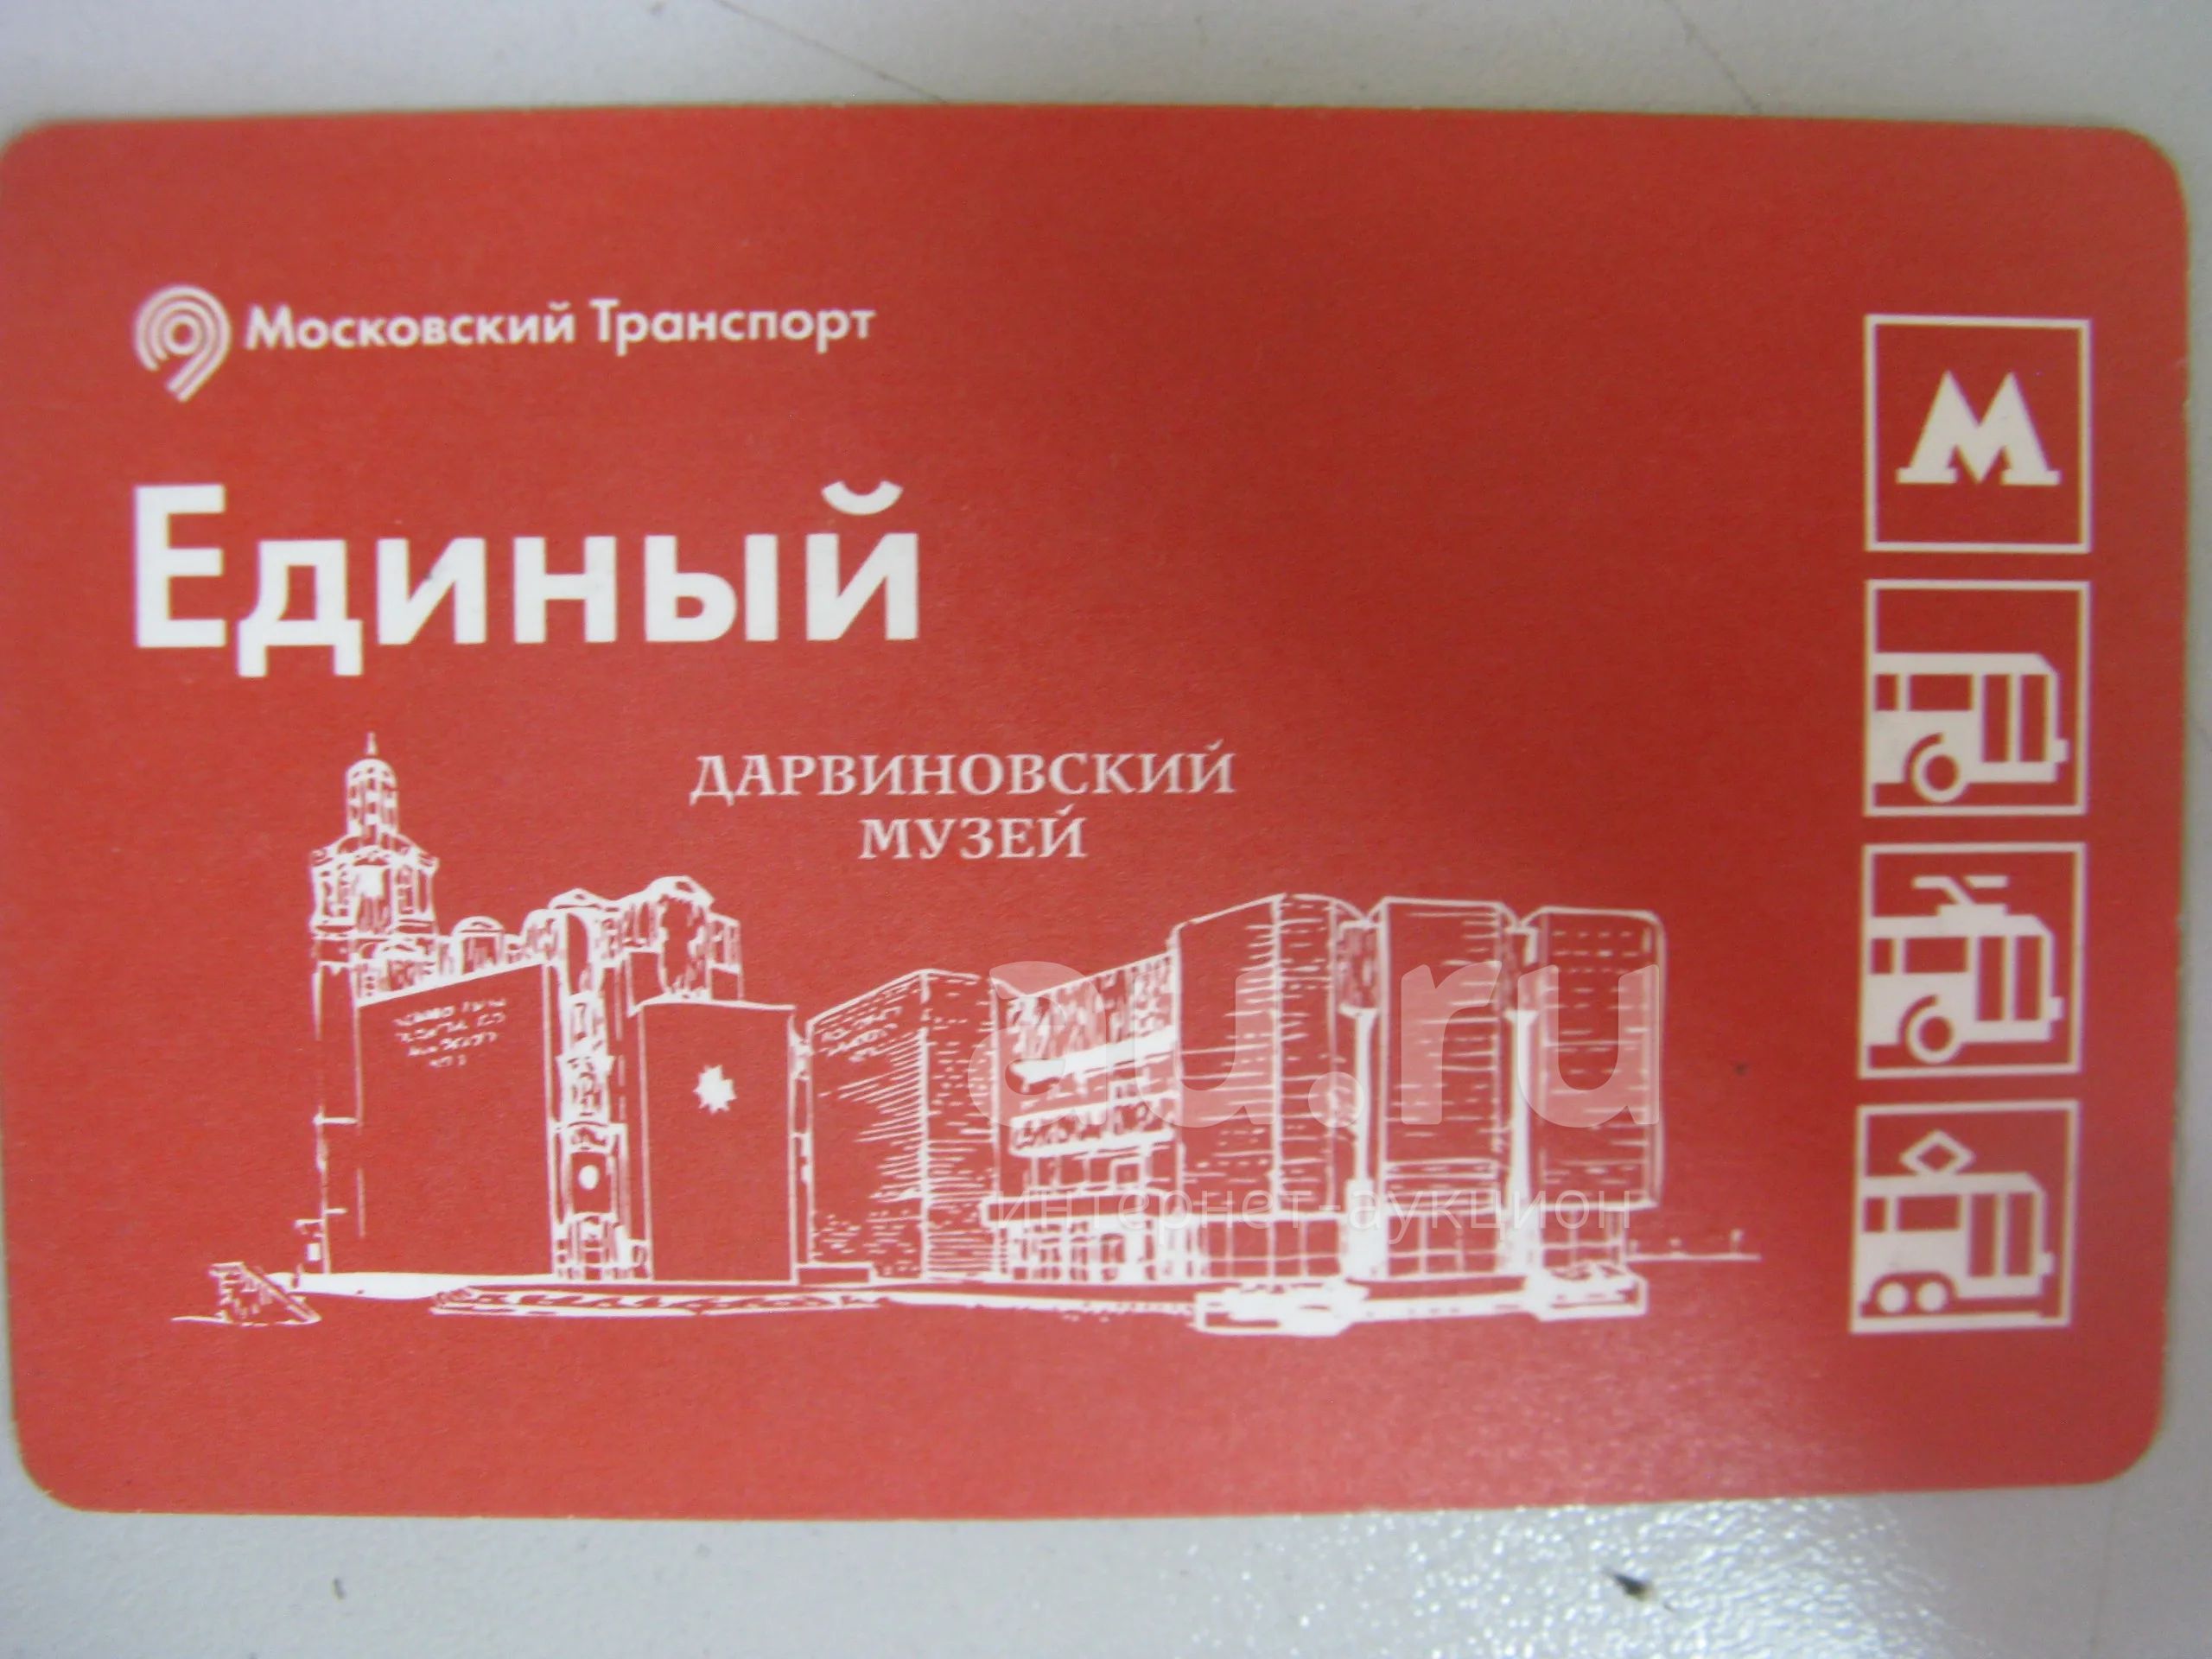 Московский Транспорт
Единый
ДАРВИНОВСКИЙ
МУЗЕЙ
М
au.ru
интернет-аукцион